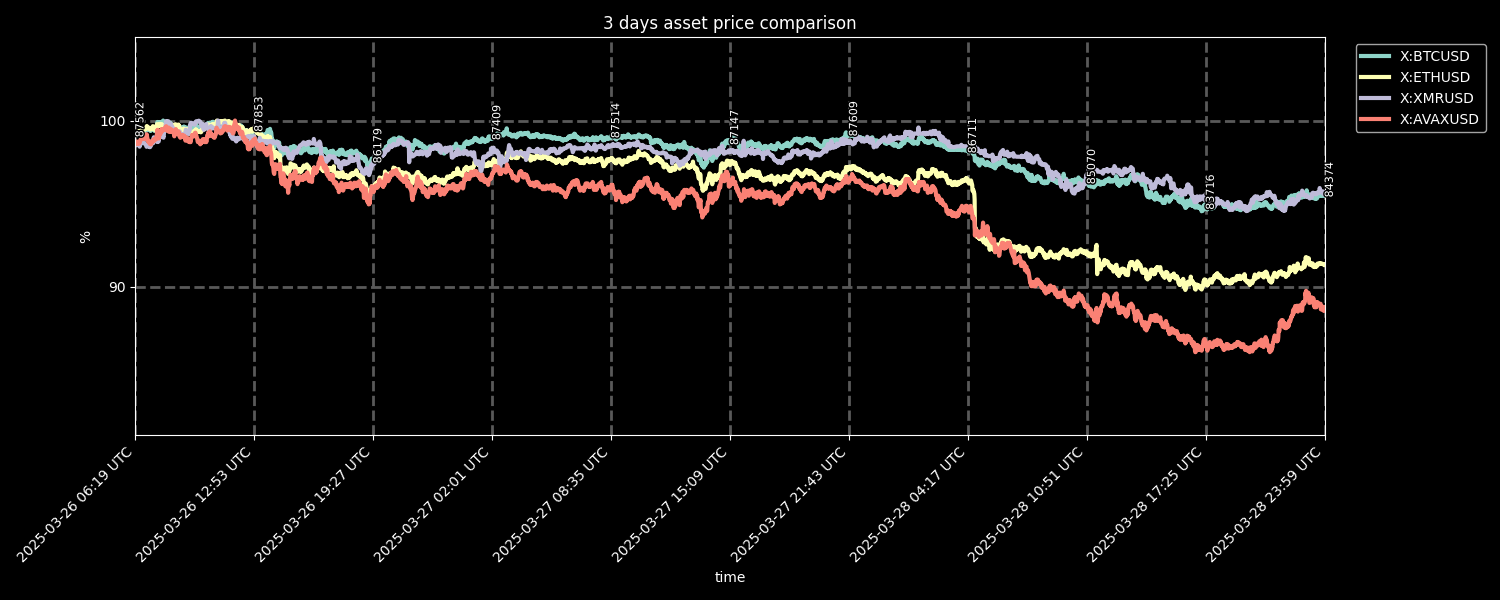 3 days asset price comparison
X:BTCUSD
X:ETHUSD
X:XMRUSD
X:AVAXUSD
100
90
%
87562
87853
86179
87409
87514
87147
87609
86711
85070
83716
84374
2025-03-26 06:19 UTC
2025-03-26 12:53 UTC
2025-03-26 19:27 UTC
2025-03-27 02:01 UTC
2025-03-27 08:35 UTC
2025-03-27 15:09 UTC
2025-03-27 21:43 UTC
2025-03-28 04:17 UTC
2025-03-28 10:51 UTC
2025-03-28 17:25 UTC
2025-03-28 23:59 UTC
time